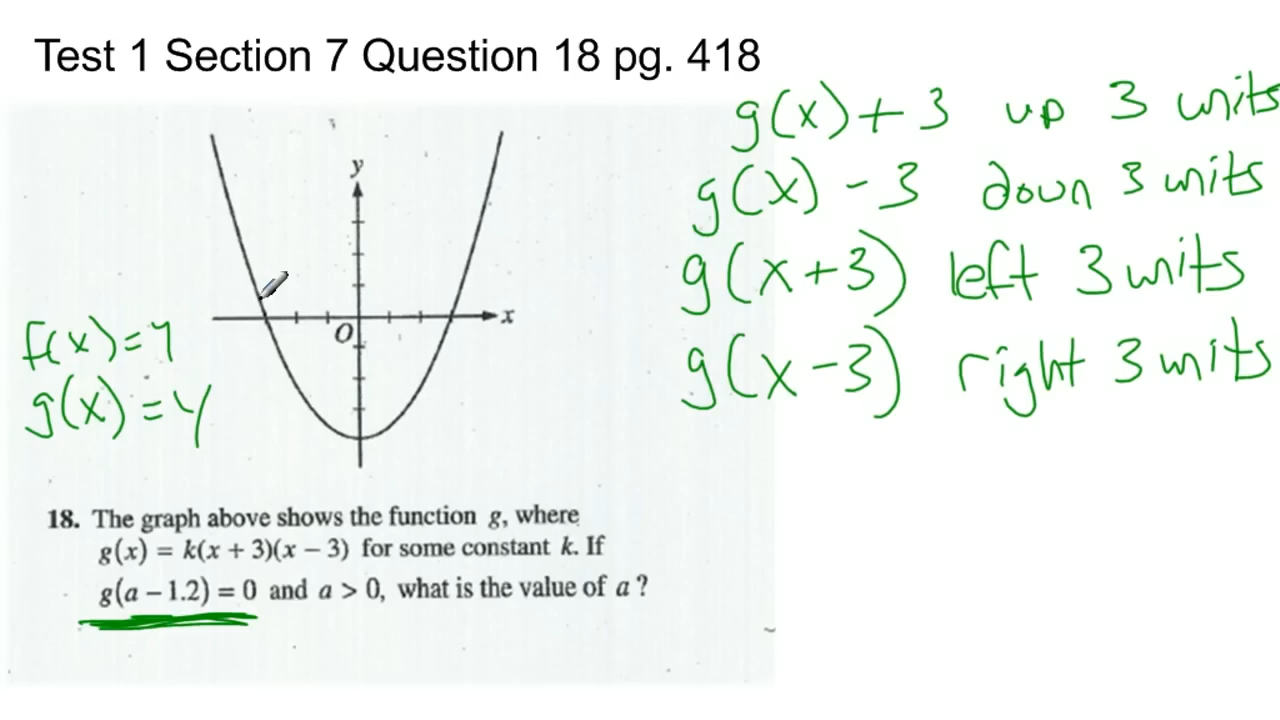 Test 1 Section 7 Question 18 pg. 418
g(x)+3 up 3 units
g(x)-3 down 3 units
g(x+3) left 3 units
g(x-3) right 3 units
y
x
O
f(x)=y
g(x)=y
18. The graph above shows the function g, where
g(x) = k(x + 3)(x – 3) for some constant k. If
g(a – 1.2) = 0 and a > 0, what is the value of a ?